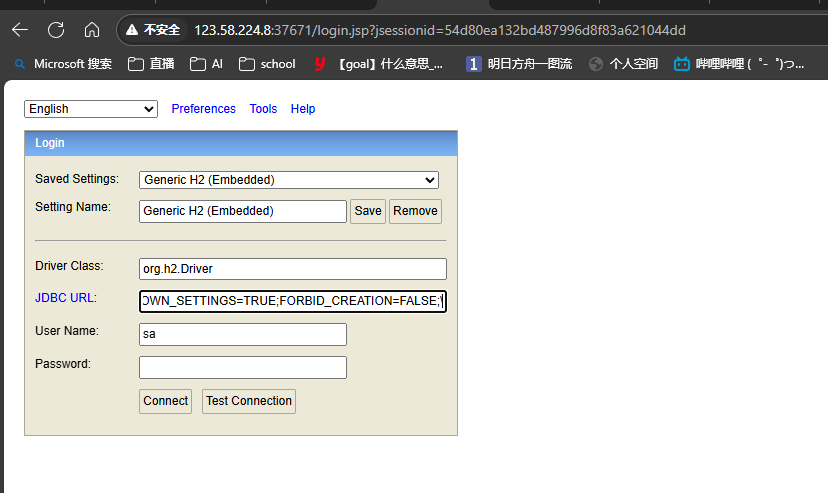 不安全 123.58.224.8:37671/login.jsp?jsessionid=54d80ea132bd487996d8f83a621044dd
Microsoft 搜索 直播 AI school 【goal】什么意思_... 明日方舟一图流 个人空间 哔哩哔哩 (゜-゜)つ...
English Preferences Tools Help
Login
Saved Settings: Generic H2 (Embedded)
Setting Name: Generic H2 (Embedded) Save Remove
Driver Class: org.h2.Driver
JDBC URL: OWN_SETTINGS=TRUE;FORBID_CREATION=FALSE;\
User Name: sa
Password:
Connect Test Connection